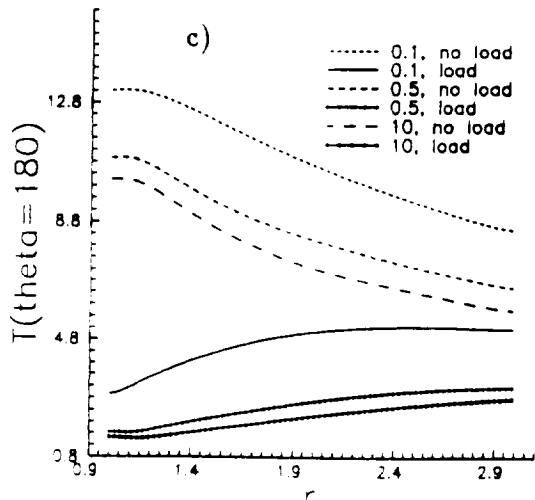 c)
0.1, no load
0.1, load
0.5, no load
0.5, load
10, no load
10, load
T(theta=180)
12.8
8.8
4.8
0.8
0.9
1.4
1.9
2.4
2.9
r